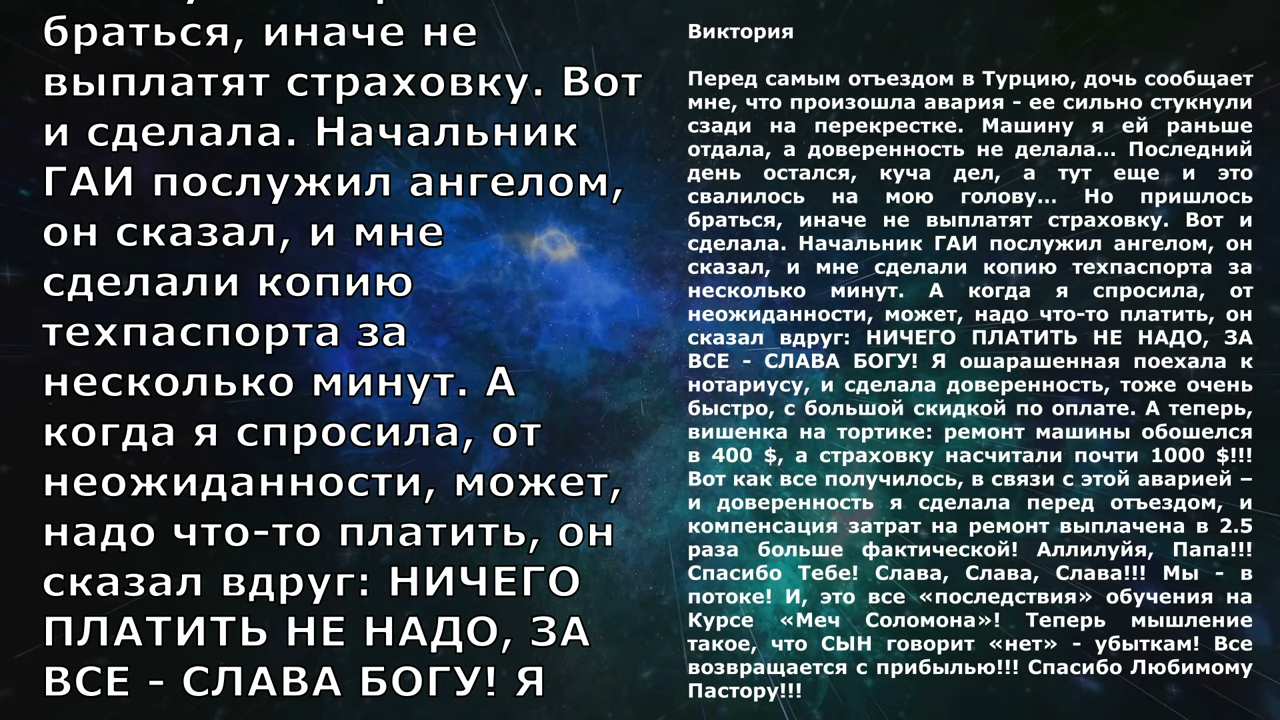 браться, иначе не
выплатят страховку. Вот
и сделала. Начальник
ГАИ послужил ангелом,
он сказал, и мне
сделали копию
техпаспорта за
несколько минут. А
когда я спросила, от
неожиданности, может,
надо что-то платить, он
сказал вдруг: НИЧЕГО
ПЛАТИТЬ НЕ НАДО, ЗА
ВСЕ - СЛАВА БОГУ! Я
Виктория
Перед самым отъездом в Турцию, дочь сообщает
мне, что произошла авария - ее сильно стукнули
сзади на перекрестке. Машину я ей раньше
отдала, а доверенность не делала... Последний
день остался, куча дел, а тут еще и это
свалилось на мою голову... Но пришлось
браться, иначе не выплатят страховку. Вот и
сделала. Начальник ГАИ послужил ангелом, он
сказал, и мне сделали копию техпаспорта за
несколько минут. А когда я спросила, от
неожиданности, может, надо что-то платить, он
сказал вдруг: НИЧЕГО ПЛАТИТЬ НЕ НАДО, ЗА
ВСЕ - СЛАВА БОГУ! Я ошарашенная поехала к
нотариусу, и сделала доверенность, тоже очень
быстро, с большой скидкой по оплате. А теперь,
вишенка на тортике: ремонт машины обошелся
в 400 $, а страховку насчитали почти 1000 $!!!
Вот как все получилось, в связи с этой аварией –
и доверенность я сделала перед отъездом, и
компенсация затрат на ремонт выплачена в 2.5
раза больше фактической! Аллилуйя, Папа!!!
Спасибо Тебе! Слава, Слава, Слава!!! Мы - в
потоке! И, это все «последствия» обучения на
Курсе «Меч Соломона»! Теперь мышление
такое, что СЫН говорит «нет» - убыткам! Все
возвращается с прибылью!!! Спасибо Любимому
Пастору!!!